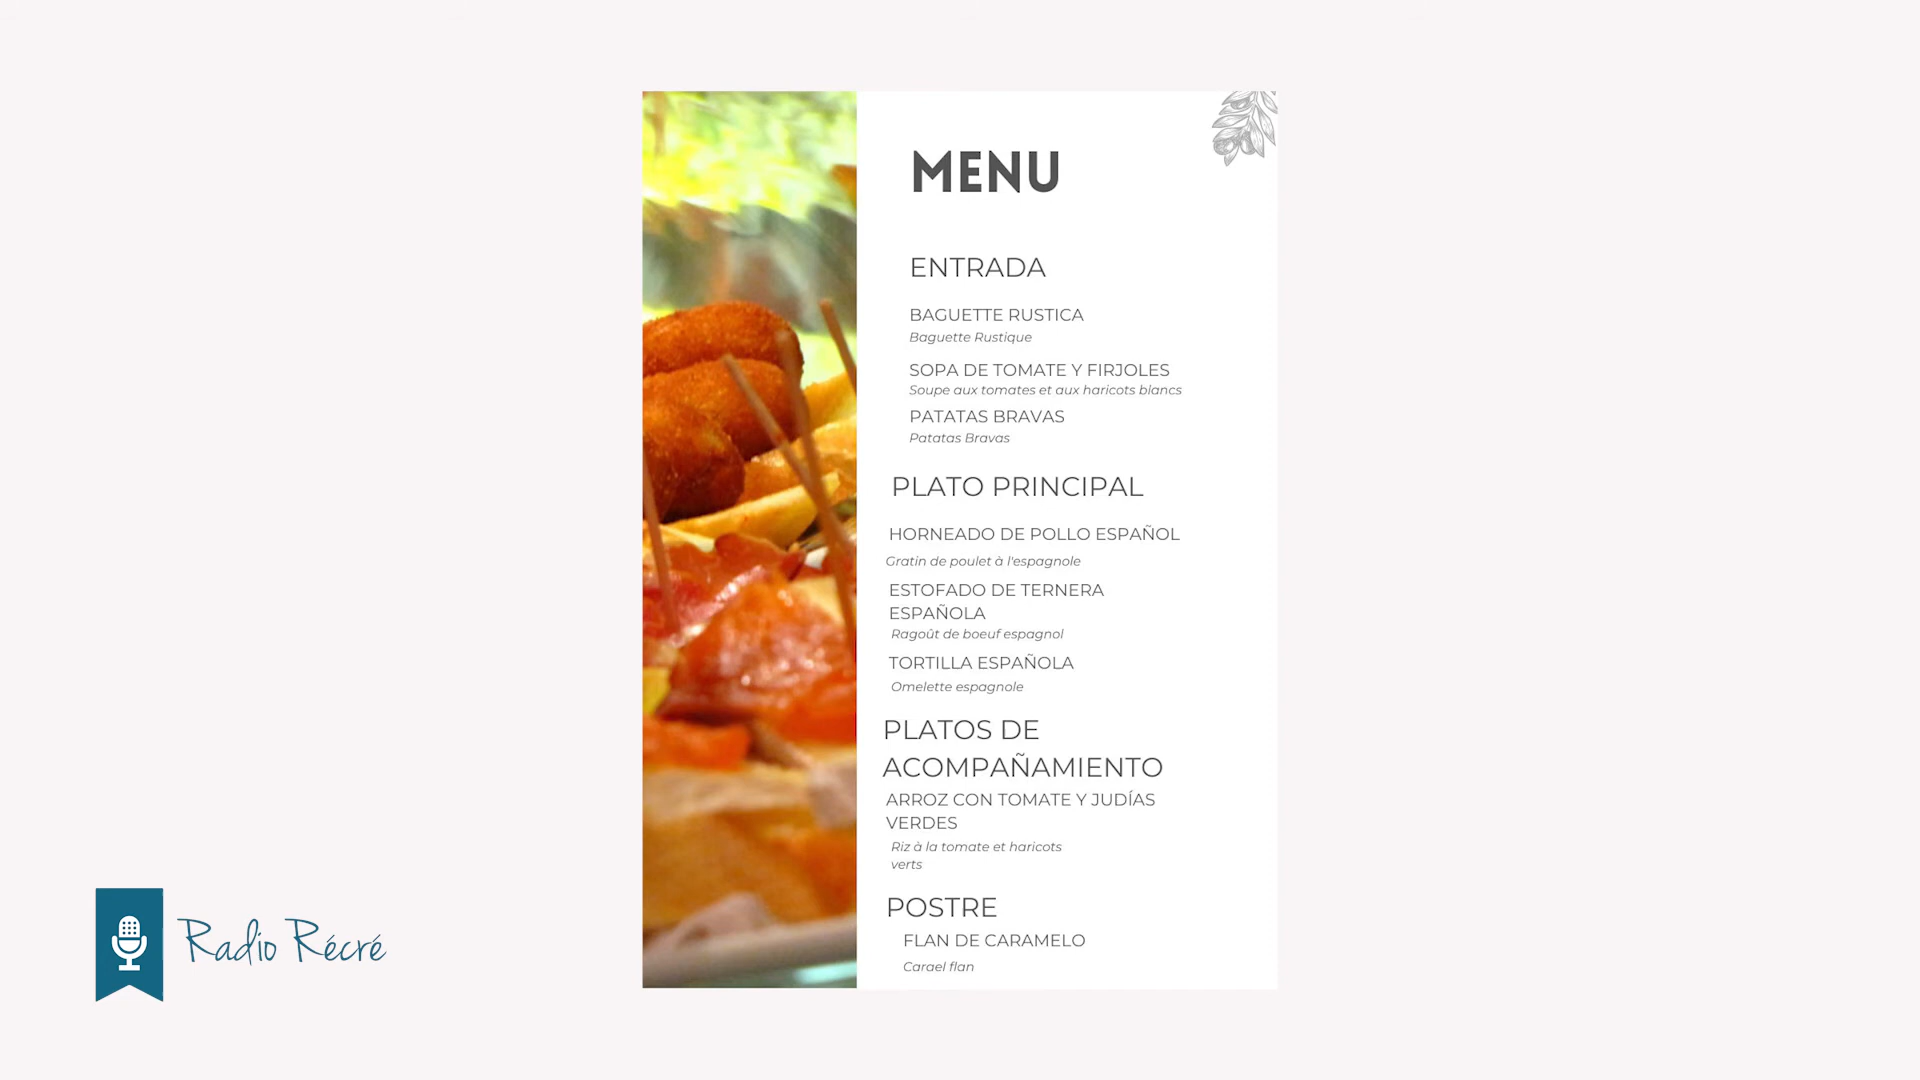 MENU
ENTRADA
BAGUETTE RUSTICA
Baguette Rustique
SOPA DE TOMATE Y FIRJOLES
Soupe aux tomates et aux haricots blancs
PATATAS BRAVAS
Patatas Bravas
PLATO PRINCIPAL
HORNEADO DE POLLO ESPAÑOL
Gratin de poulet à l'espagnole
ESTOFADO DE TERNERA
ESPAÑOLA
Ragoût de boeuf espagnol
TORTILLA ESPAÑOLA
Omelette espagnole
PLATOS DE
ACOMPAÑAMIENTO
ARROZ CON TOMATE Y JUDÍAS
VERDES
Riz à la tomate et haricots
verts
POSTRE
FLAN DE CARAMELO
Carael flan
Radio Récré